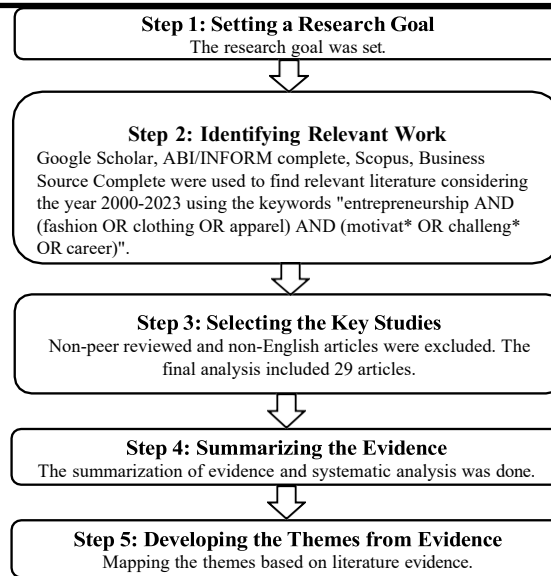 Step 1: Setting a Research Goal
The research goal was set.
Step 2: Identifying Relevant Work
Google Scholar, ABI/INFORM complete, Scopus, Business
Source Complete were used to find relevant literature considering
the year 2000-2023 using the keywords "entrepreneurship AND
(fashion OR clothing OR apparel) AND (motivat* OR challeng*
OR career)".
Step 3: Selecting the Key Studies
Non-peer reviewed and non-English articles were excluded. The
final analysis included 29 articles.
Step 4: Summarizing the Evidence
The summarization of evidence and systematic analysis was done.
Step 5: Developing the Themes from Evidence
Mapping the themes based on literature evidence.